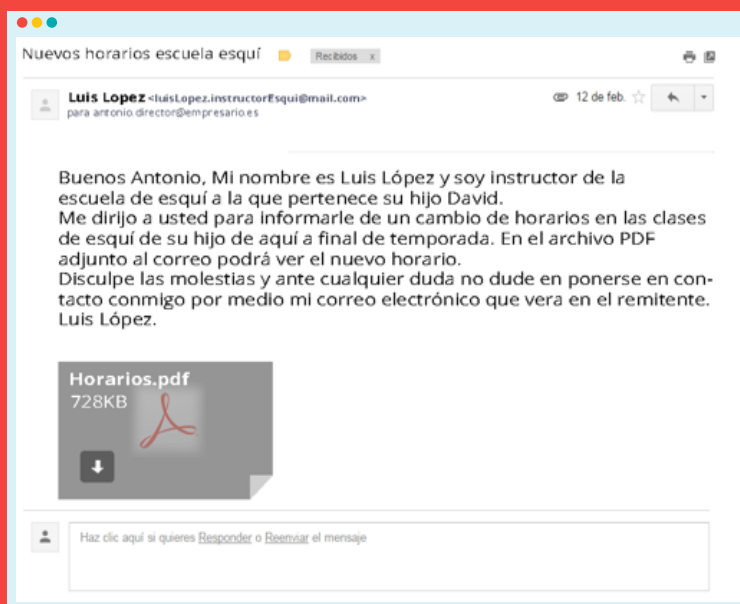 Nuevos horarios escuela esquí
Recibidos x
Luis Lopez <luisLopez.instructorEsqui@mail.com>
12 de feb.
para antonio.director@empresario.es
Buenos Antonio, Mi nombre es Luis López y soy instructor de la
escuela de esquí a la que pertenece su hijo David.
Me dirijo a usted para informarle de un cambio de horarios en las clases
de esquí de su hijo de aquí a final de temporada. En el archivo PDF
adjunto al correo podrá ver el nuevo horario.
Disculpe las molestias y ante cualquier duda no dude en ponerse en con-
tacto conmigo por medio mi correo electrónico que vera en el remitente.
Luis López.
Horarios.pdf
728KB
Haz clic aquí si quieres Responder o Reenviar el mensaje